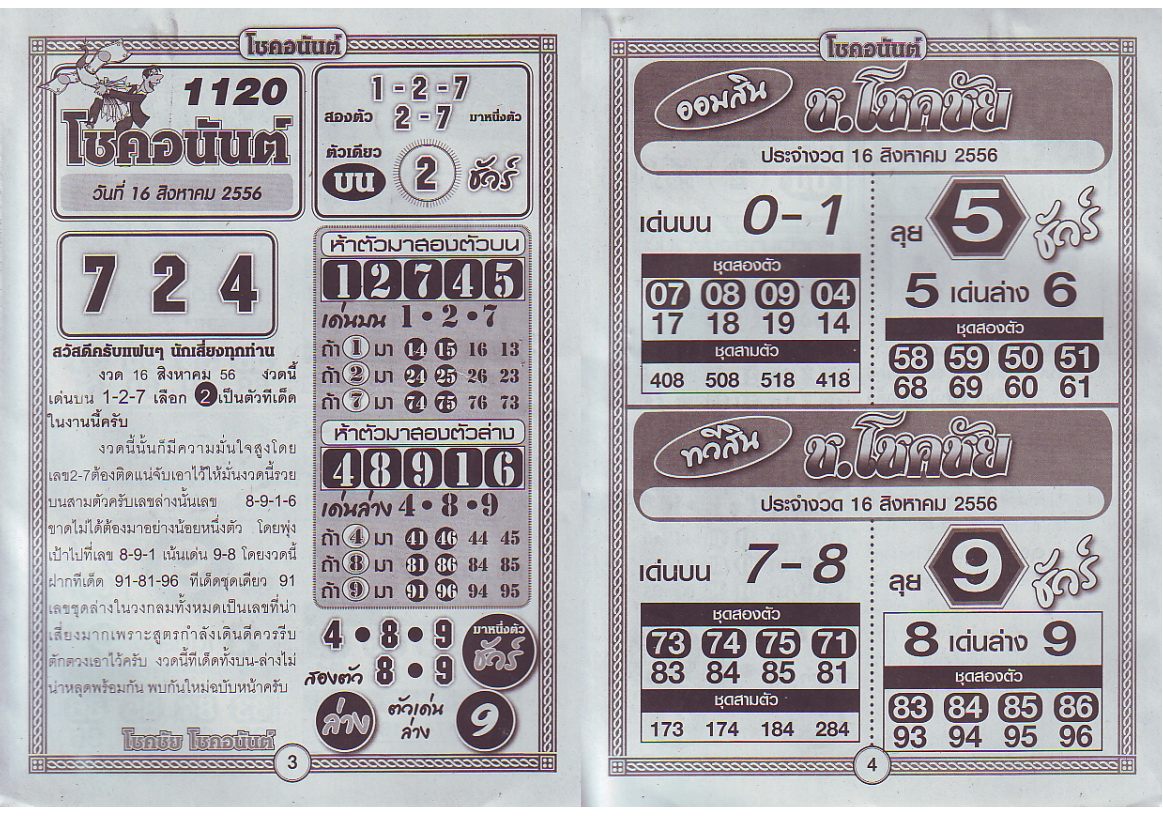 โชคอนันต์
1120
โชคอนันต์
วันที่ 16 สิงหาคม 2556
1-2-7
สองตัว 2-7 มาหนึ่งตัว
ตัวเดียว
บน 2 ชัวร์
7 2 4
สวัสดีครับแฟนๆ นักเสี่ยงทุกท่าน
งวด 16 สิงหาคม 56 งวดนี้
เด่นบน 1-2-7 เลือก 2 เป็นตัวทีเด็ด
ในงานนี้ครับ
งวดนี้นั้นก็มีความมั่นใจสูงโดย
เลข2-7ต้องติดแน่จับเอาไว้ให้มั่นงวดนี้รวย
บนสามตัวครับเลขล่างนั้นเลข 8-9-1-6
ขาดไม่ได้ต้องมาอย่างน้อยหนึ่งตัว โดยพุ่ง
เป้าไปที่เลข 8-9-1 เน้นเด่น 9-8 โดยงวดนี้
ฝากทีเด็ด 91-81-96 ทีเด็ดชุดเดียว 91
เลขชุดล่างในวงกลมทั้งหมดเป็นเลขที่น่า
เสี่ยงมากเพราะสูตรกำลังเดินดีควรรีบ
ตักตวงเอาไว้ครับ งวดนี้ทีเด็ดทั้งบน-ล่างไม่
น่าหลุดพร้อมกัน พบกันใหม่ฉบับหน้าครับ
โชคชัย โชคอนันต์
ห้าตัวมาสองตัวบน
1 2 7 4 5
เด่นบน 1 • 2 • 7
ถ้า 1 มา 14 15 16 13
ถ้า 2 มา 24 25 26 23
ถ้า 7 มา 74 75 76 73
ห้าตัวมาสองตัวล่าง
4 8 9 1 6
เด่นล่าง 4 • 8 • 9
ถ้า 4 มา 41 46 44 45
ถ้า 8 มา 81 86 84 85
ถ้า 9 มา 91 96 94 95
4 • 8 • 9 มาหนึ่งตัว
สองตัว 8 • 9 ชัวร์
ล่าง ตัวเด่น ล่าง 9
3
โชคอนันต์
ออมสิน ช.โชคชัย
ประจำงวด 16 สิงหาคม 2556
เด่นบน 0-1
ชุดสองตัว
07 08 09 04
17 18 19 14
ชุดสามตัว
408 508 518 418
ลุย 5 ชัวร์
5 เด่นล่าง 6
ชุดสองตัว
58 59 50 51
68 69 60 61
ทวีสิน ช.โชคชัย
ประจำงวด 16 สิงหาคม 2556
เด่นบน 7-8
ชุดสองตัว
73 74 75 71
83 84 85 81
ชุดสามตัว
173 174 184 284
ลุย 9 ชัวร์
8 เด่นล่าง 9
ชุดสองตัว
83 84 85 86
93 94 95 96
4